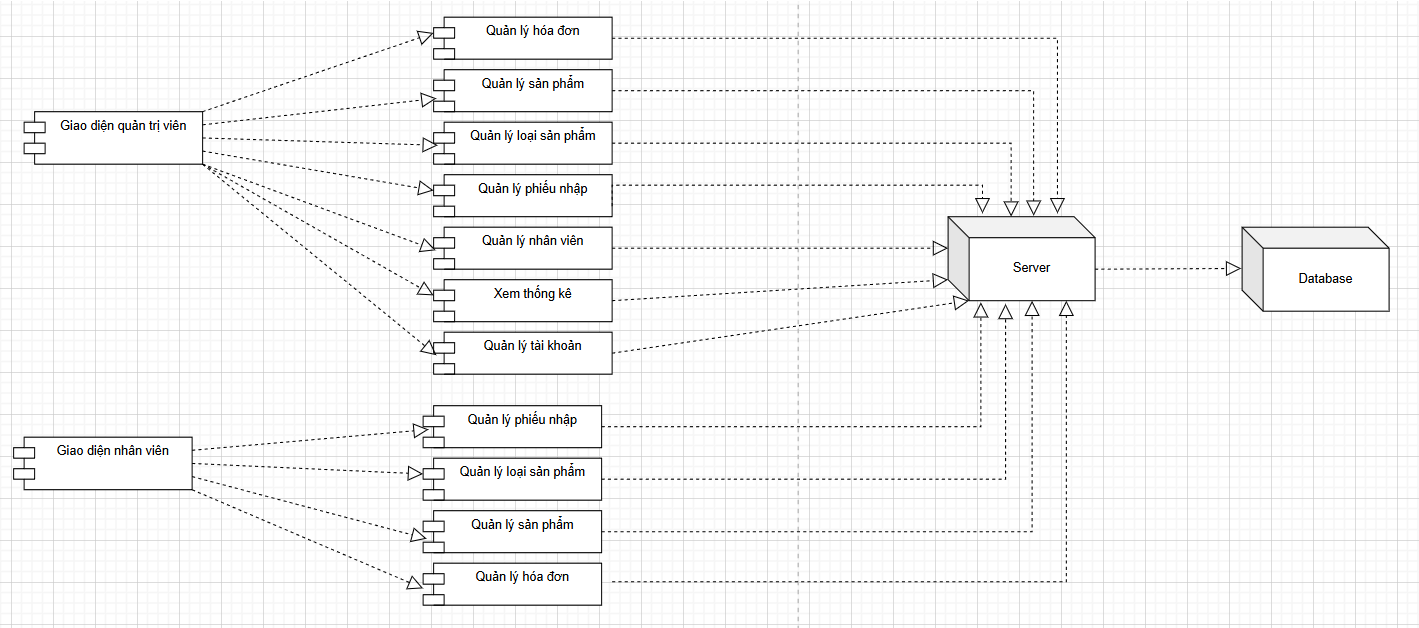 Quản lý hóa đơn
Quản lý sản phẩm
Giao diện quản trị viên
Quản lý loại sản phẩm
Quản lý phiếu nhập
Quản lý nhân viên
Xem thống kê
Quản lý tài khoản
Server
Database
Quản lý phiếu nhập
Giao diện nhân viên
Quản lý loại sản phẩm
Quản lý sản phẩm
Quản lý hóa đơn